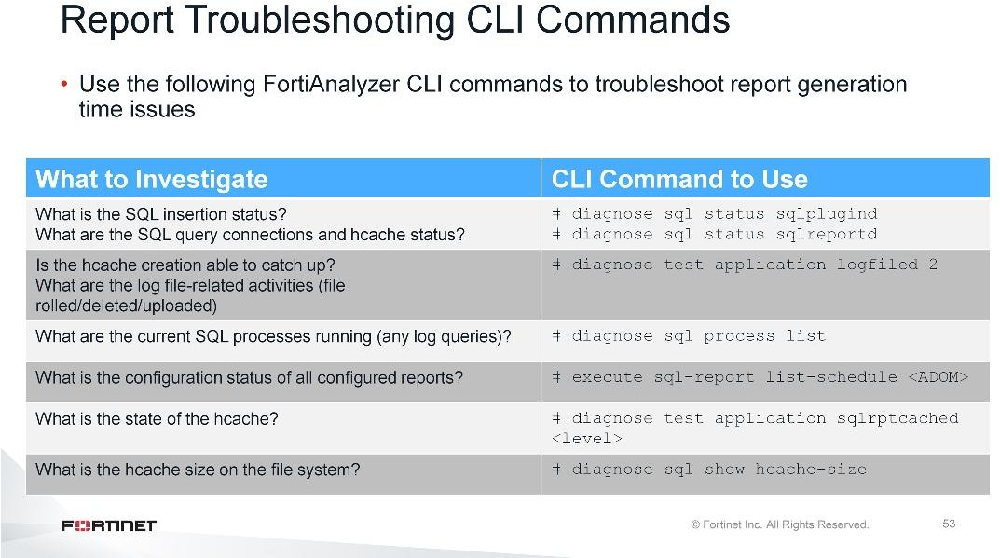 Report Troubleshooting CLI Commands
• Use the following FortiAnalyzer CLI commands to troubleshoot report generation
time issues
What to Investigate
CLI Command to Use
What is the SQL insertion status?
What are the SQL query connections and hcache status?
# diagnose sql status sqlplugind
# diagnose sql status sqlreportd
Is the hcache creation able to catch up?
What are the log file-related activities (file
rolled/deleted/uploaded)
# diagnose test application logfiled 2
What are the current SQL processes running (any log queries)?
# diagnose sql process list
What is the configuration status of all configured reports?
# execute sql-report list-schedule <ADOM>
What is the state of the hcache?
# diagnose test application sqlrptcached
<level>
What is the hcache size on the file system?
# diagnose sql show hcache-size
FORTINET
© Fortinet Inc. All Rights Reserved.
53